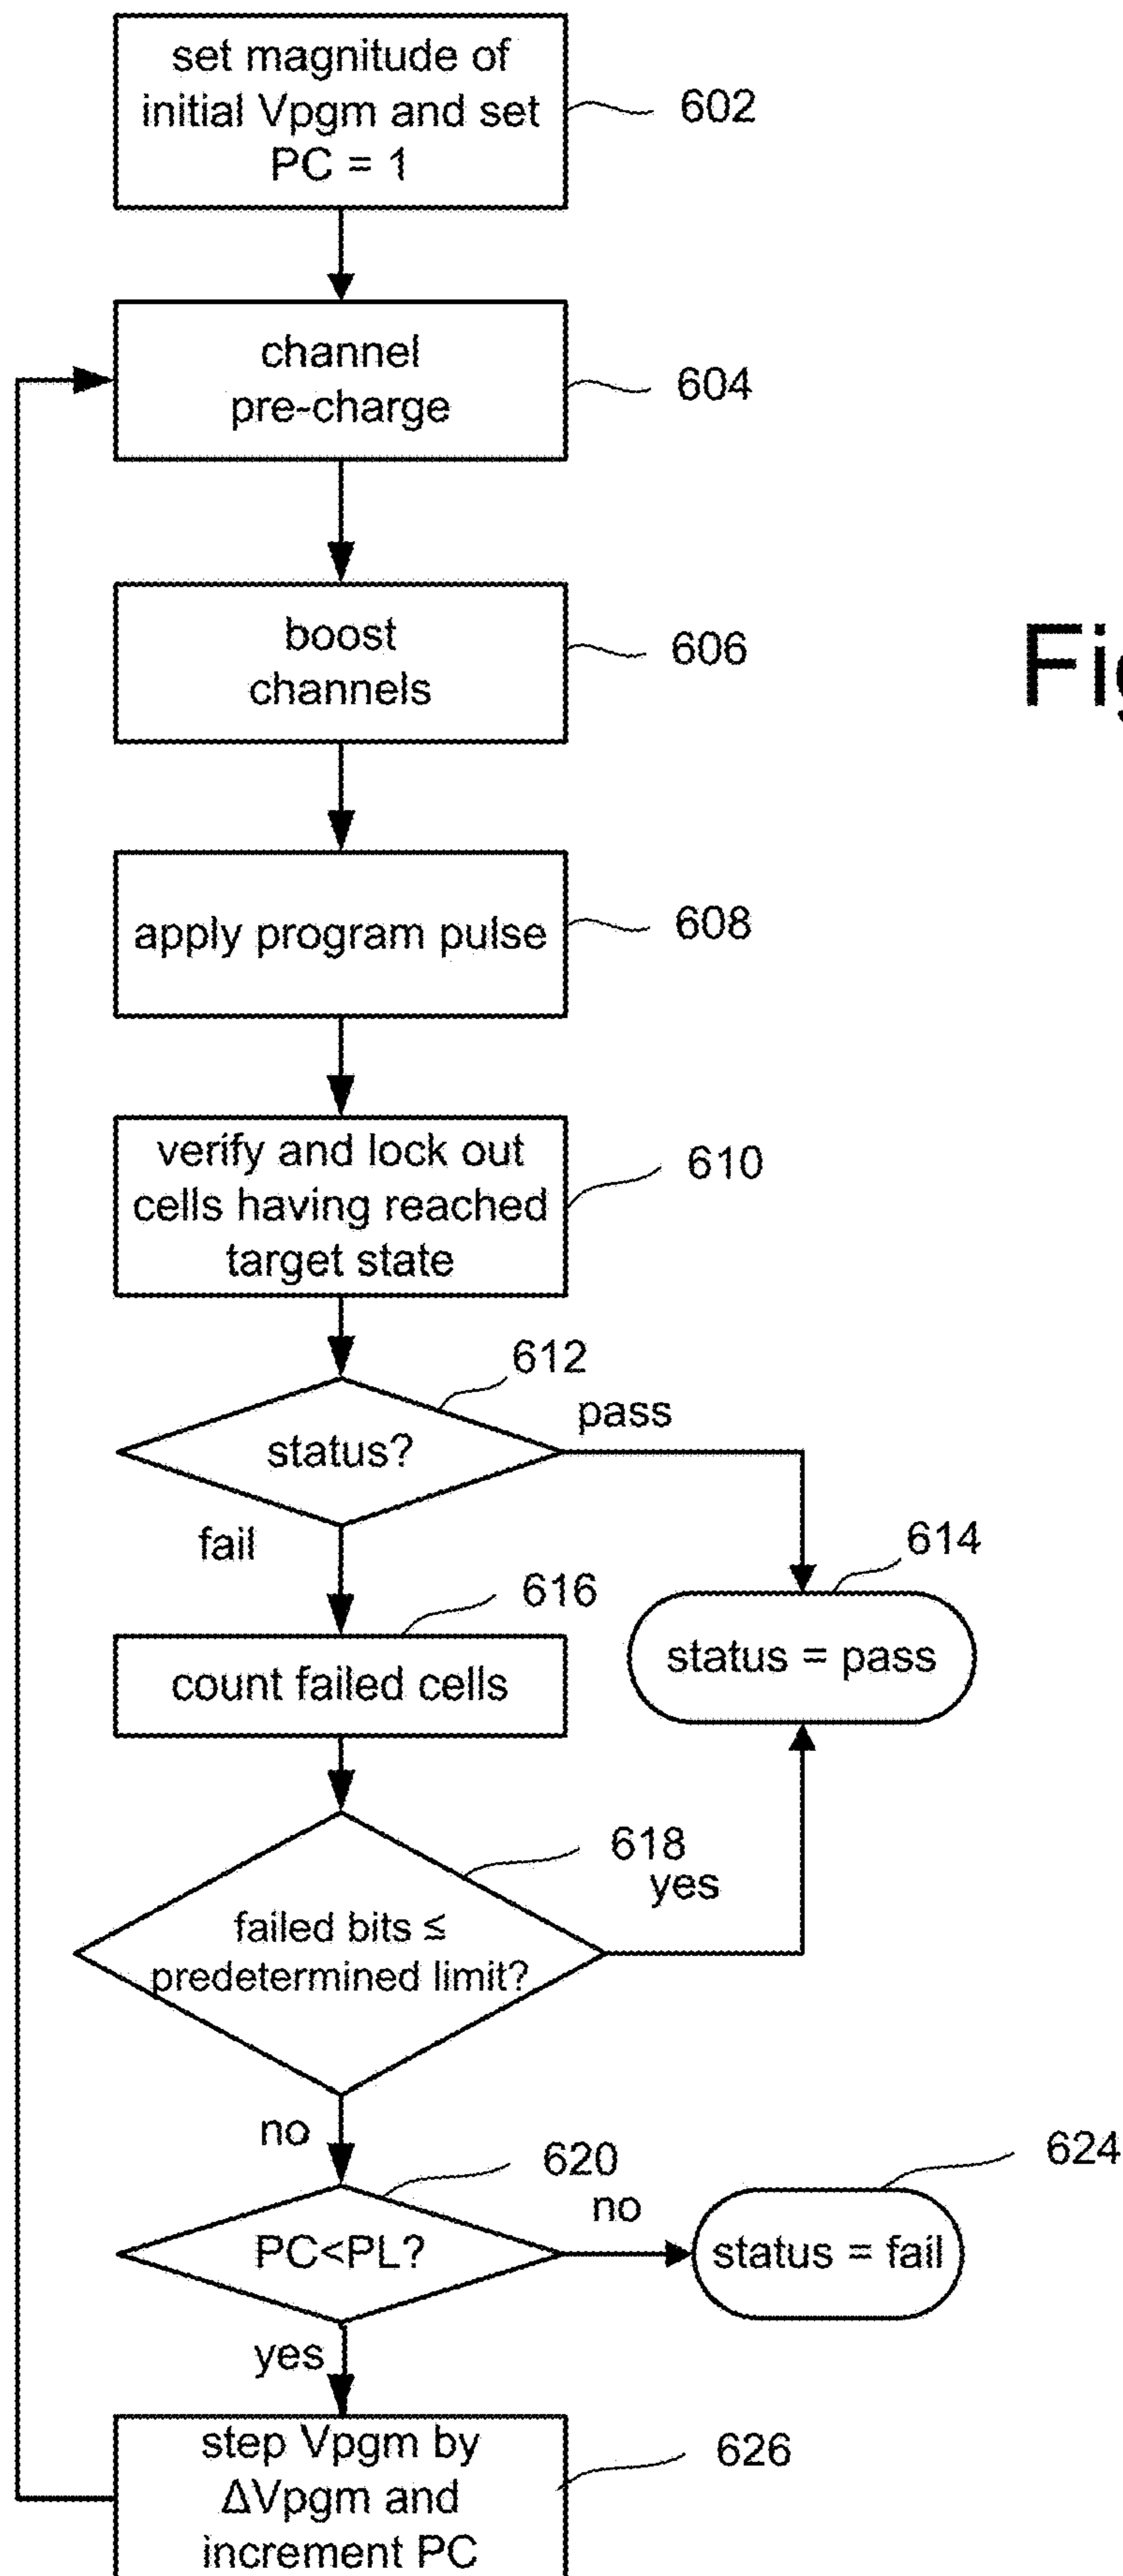 set magnitude of
initial Vpgm and set
PC = 1
602
channel
pre-charge
604
boost
channels
606
Fig
apply program pulse
608
verify and lock out
cells having reached
target state
610
612
status?
pass
fail
614
status = pass
616
count failed cells
618
yes
failed bits ≤
predetermined limit?
no
620
624
PC<PL?
no
status = fail
yes
step Vpgm by
ΔVpgm and
increment PC
626